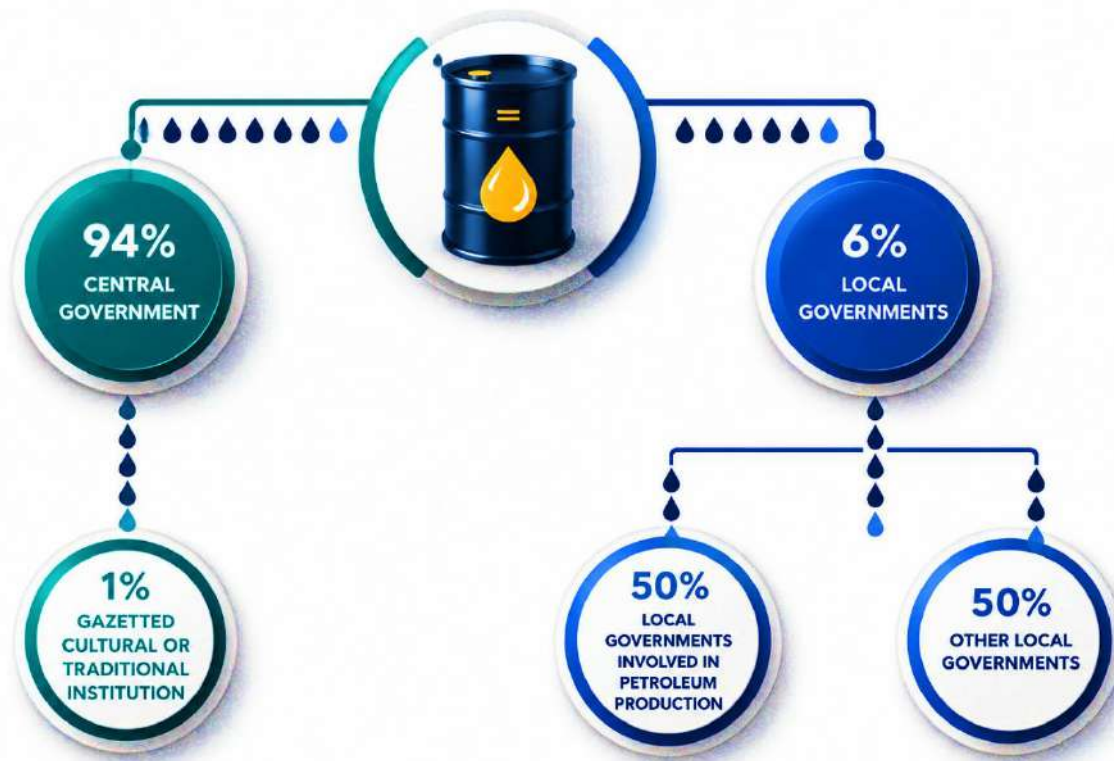 94%
CENTRAL
GOVERNMENT
6%
LOCAL
GOVERNMENTS
1%
GAZETTED
CULTURAL OR
TRADITIONAL
INSTITUTION
50%
LOCAL
GOVERNMENTS
INVOLVED IN
PETROLEUM
PRODUCTION
50%
OTHER LOCAL
GOVERNMENTS